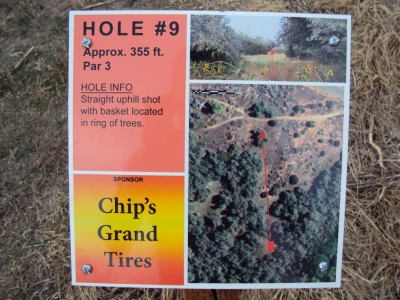 HOLE #9
Approx. 355 ft.
Par 3
HOLE INFO
Straight uphill shot
with basket located
in ring of trees.
SPONSOR
Chip's
Grand
Tires